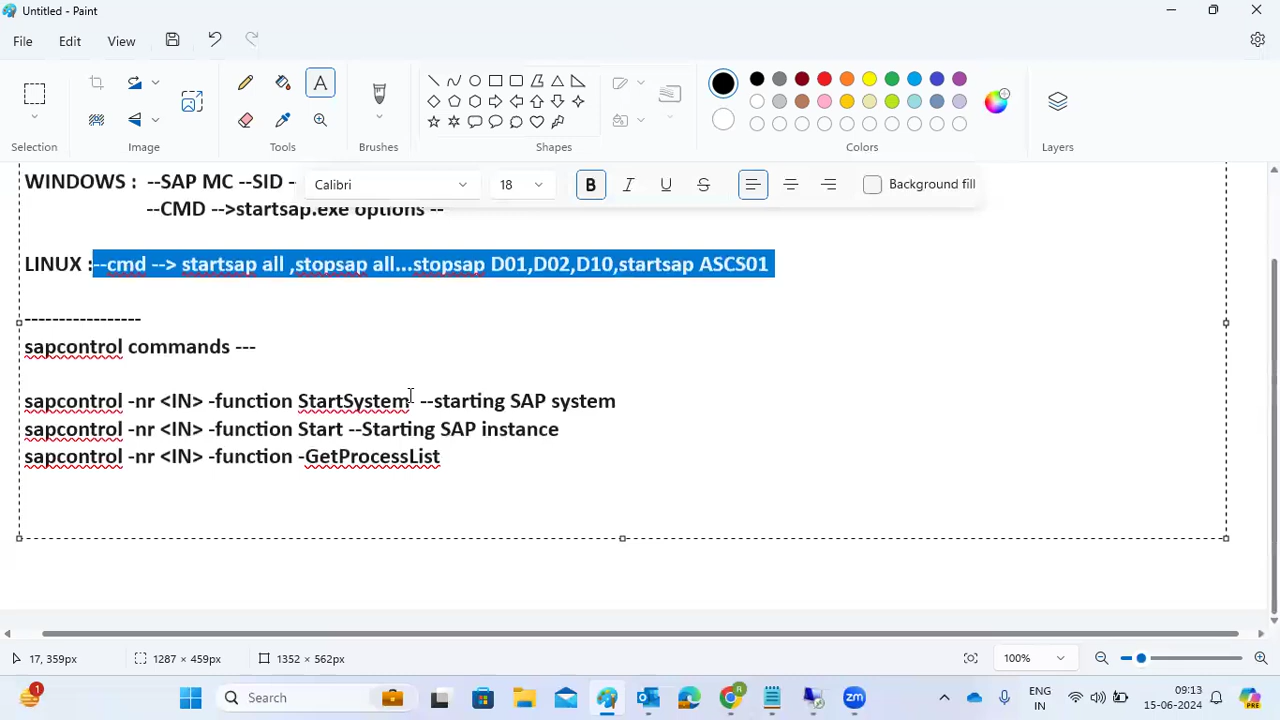 Untitled - Paint
File
Edit
View
Selection
Image
Tools
Brushes
Shapes
Colors
Layers
Calibri
18
B
Background fill
WINDOWS :  --SAP MC --SID -
--CMD -->startsap.exe options --
LINUX :--cmd --> startsap all ,stopsap all...stopsap D01,D02,D10,startsap ASCS01
-----------------
sapcontrol commands ---
sapcontrol -nr <IN> -function StartSystem  --starting SAP system
sapcontrol -nr <IN> -function Start --Starting SAP instance
sapcontrol -nr <IN> -function -GetProcessList
17, 359px
1287 × 459px
1352 × 562px
100%
1
Search
zm
ENG
IN
09:13
15-06-2024
PRE